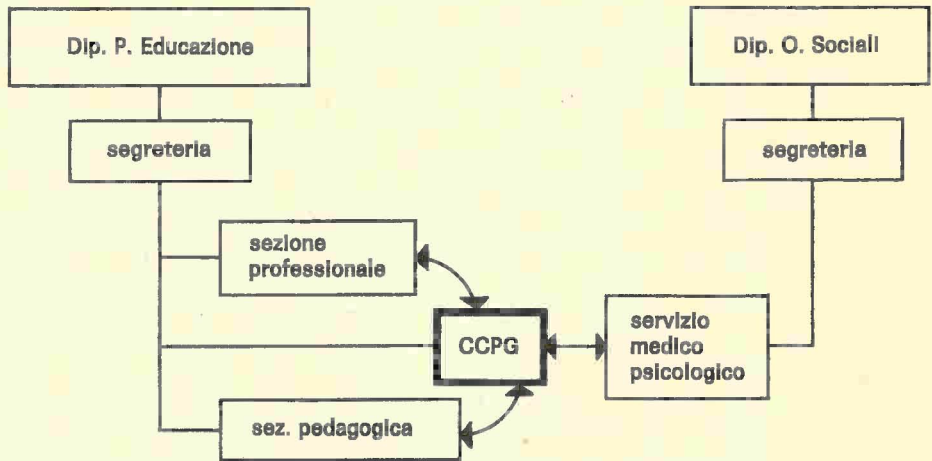 Dip. P. Educazione
Dip. O. Sociali
segreteria
segreteria
sezione
professionale
CCPG
servizio
medico
psicologico
sez. pedagogica